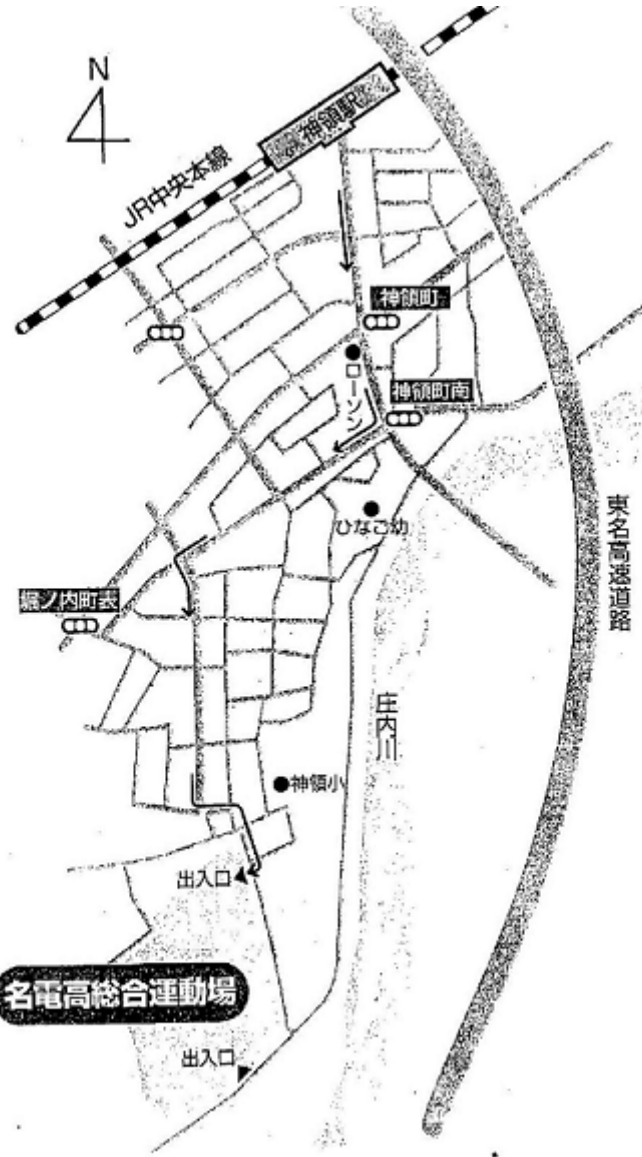 N
神領駅
JR中央本線
神領町
ローソン
神領町南
ひなご幼
東名高速道路
堀ノ内町表
庄内川
神領小
出入口
名電高総合運動場
出入口